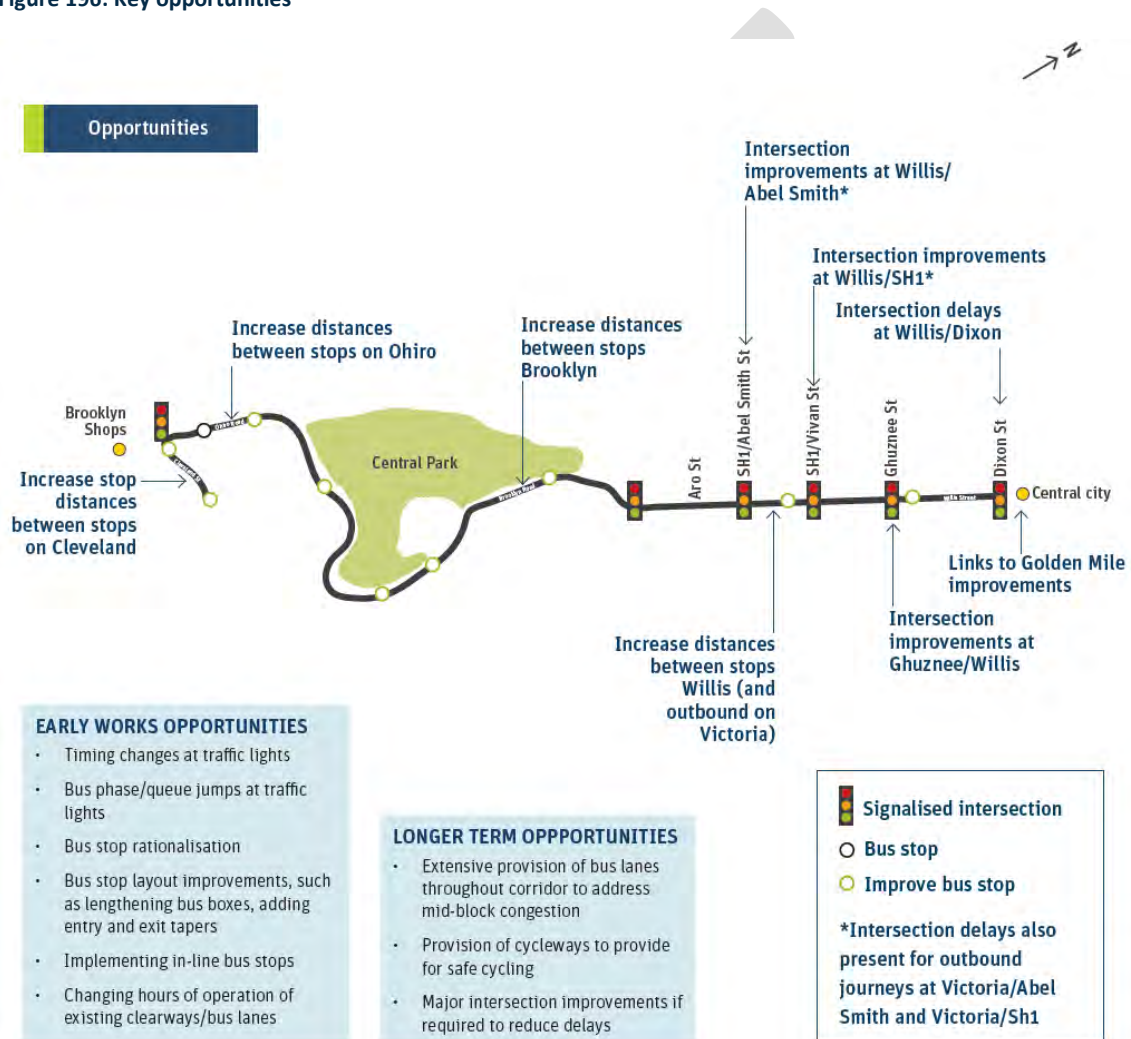 Figure 196: Key opportunities
N
Opportunities
Intersection
improvements at Willis/
Abel Smith*
Intersection improvements
at Willis/SH1*
Intersection delays
at Willis/Dixon
Increase distances
between stops on Ohiro
Increase distances
between stops
Brooklyn
Brooklyn
Shops
Increase stop
distances
between stops
on Cleveland
Cleveland St
Central Park
Brooklyn Road
Aro St
SH1/Abel Smith St
SH1/Vivan St
Ghuznee St
Willis Street
Dixon St
Central city
Links to Golden Mile
improvements
Intersection
improvements at
Ghuznee/Willis
Increase distances
between stops
Willis (and
outbound on
Victoria)
EARLY WORKS OPPORTUNITIES
• Timing changes at traffic lights
• Bus phase/queue jumps at traffic
lights
• Bus stop rationalisation
• Bus stop layout improvements, such
as lengthening bus boxes, adding
entry and exit tapers
• Implementing in-line bus stops
• Changing hours of operation of
existing clearways/bus lanes
LONGER TERM OPPPORTUNITIES
• Extensive provision of bus lanes
throughout corridor to address
mid-block congestion
• Provision of cycleways to provide
for safe cycling
• Major intersection improvements if
required to reduce delays
Signalised intersection
Bus stop
Improve bus stop
*Intersection delays also
present for outbound
journeys at Victoria/Abel
Smith and Victoria/Sh1